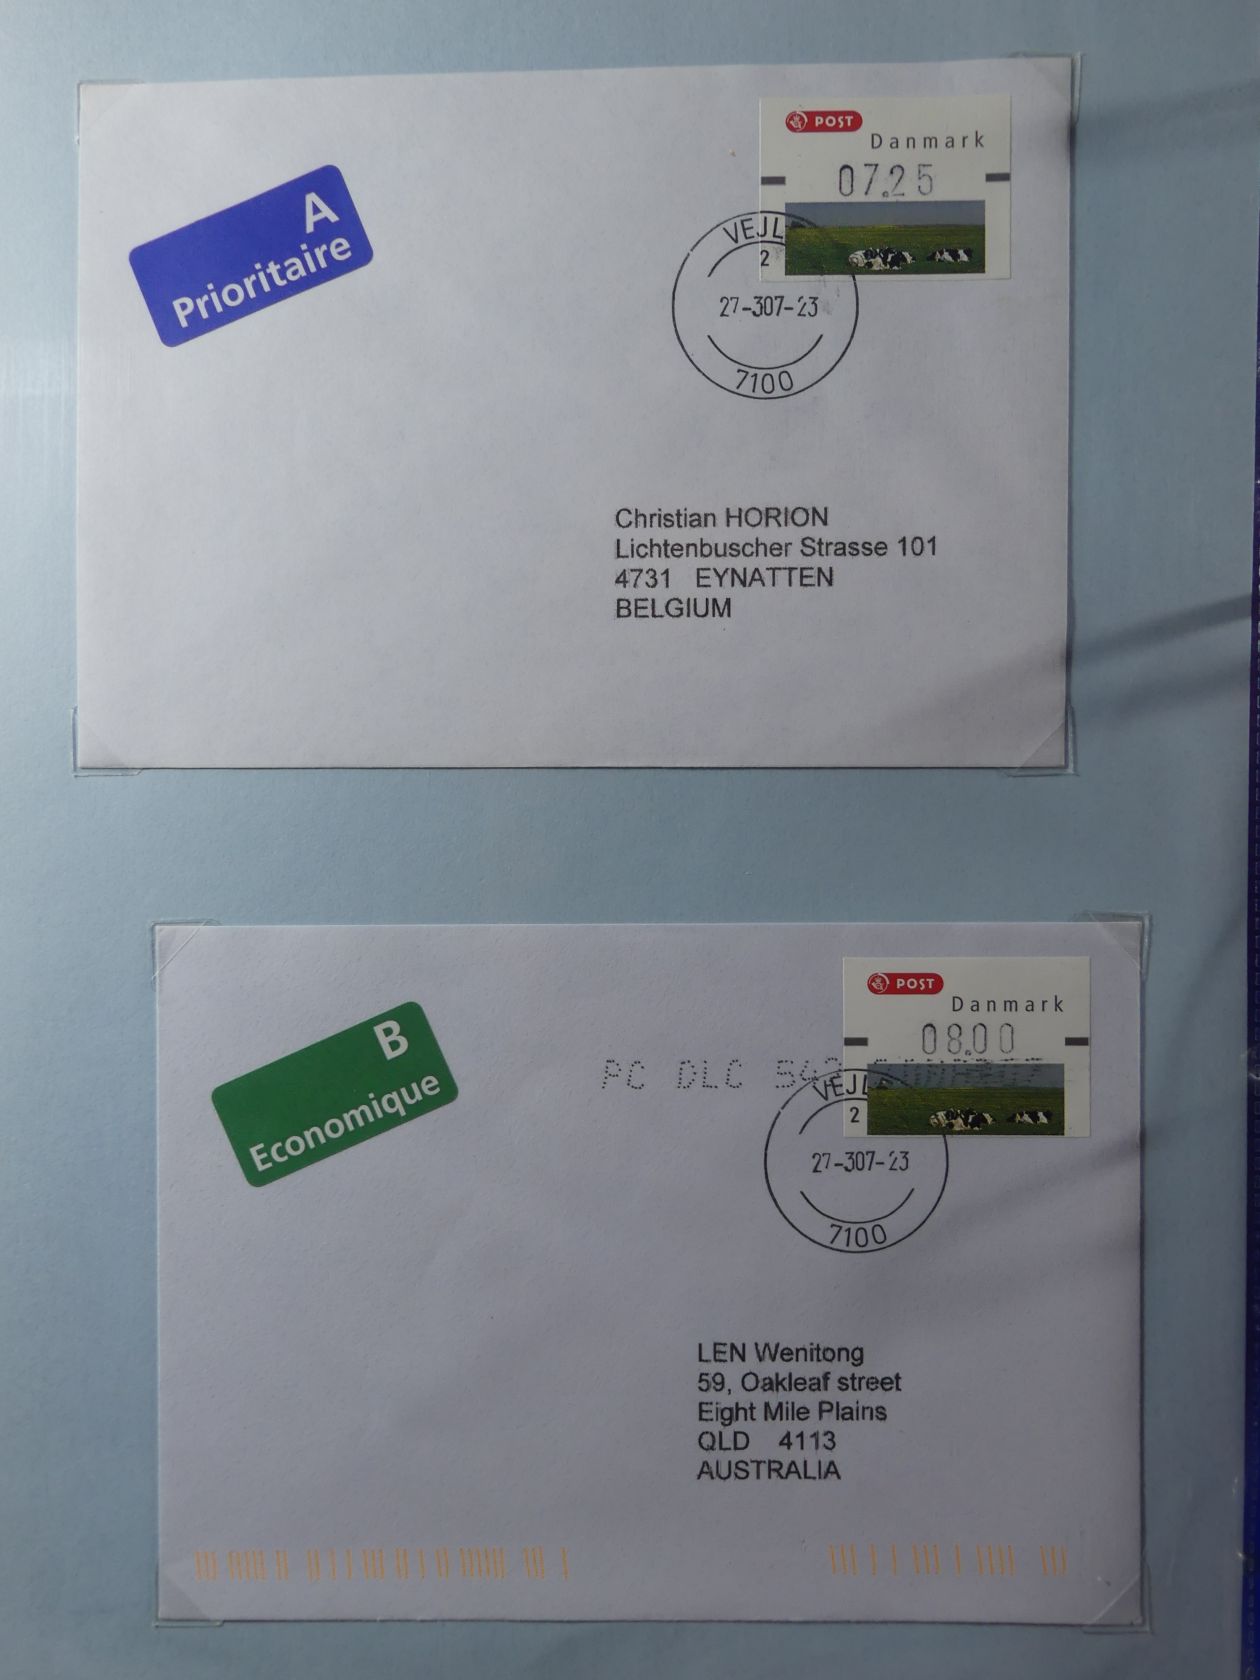 POST
Danmark
07.25
A
Prioritaire
VEJL
2
27-307-23
7100
Christian HORION
Lichtenbuscher Strasse 101
4731 EYNATTEN
BELGIUM
POST
Danmark
08.00
B
Economique
PC DLC
VEJL
2
27-307-23
7100
LEN Wenitong
59, Oakleaf street
Eight Mile Plains
QLD 4113
AUSTRALIA